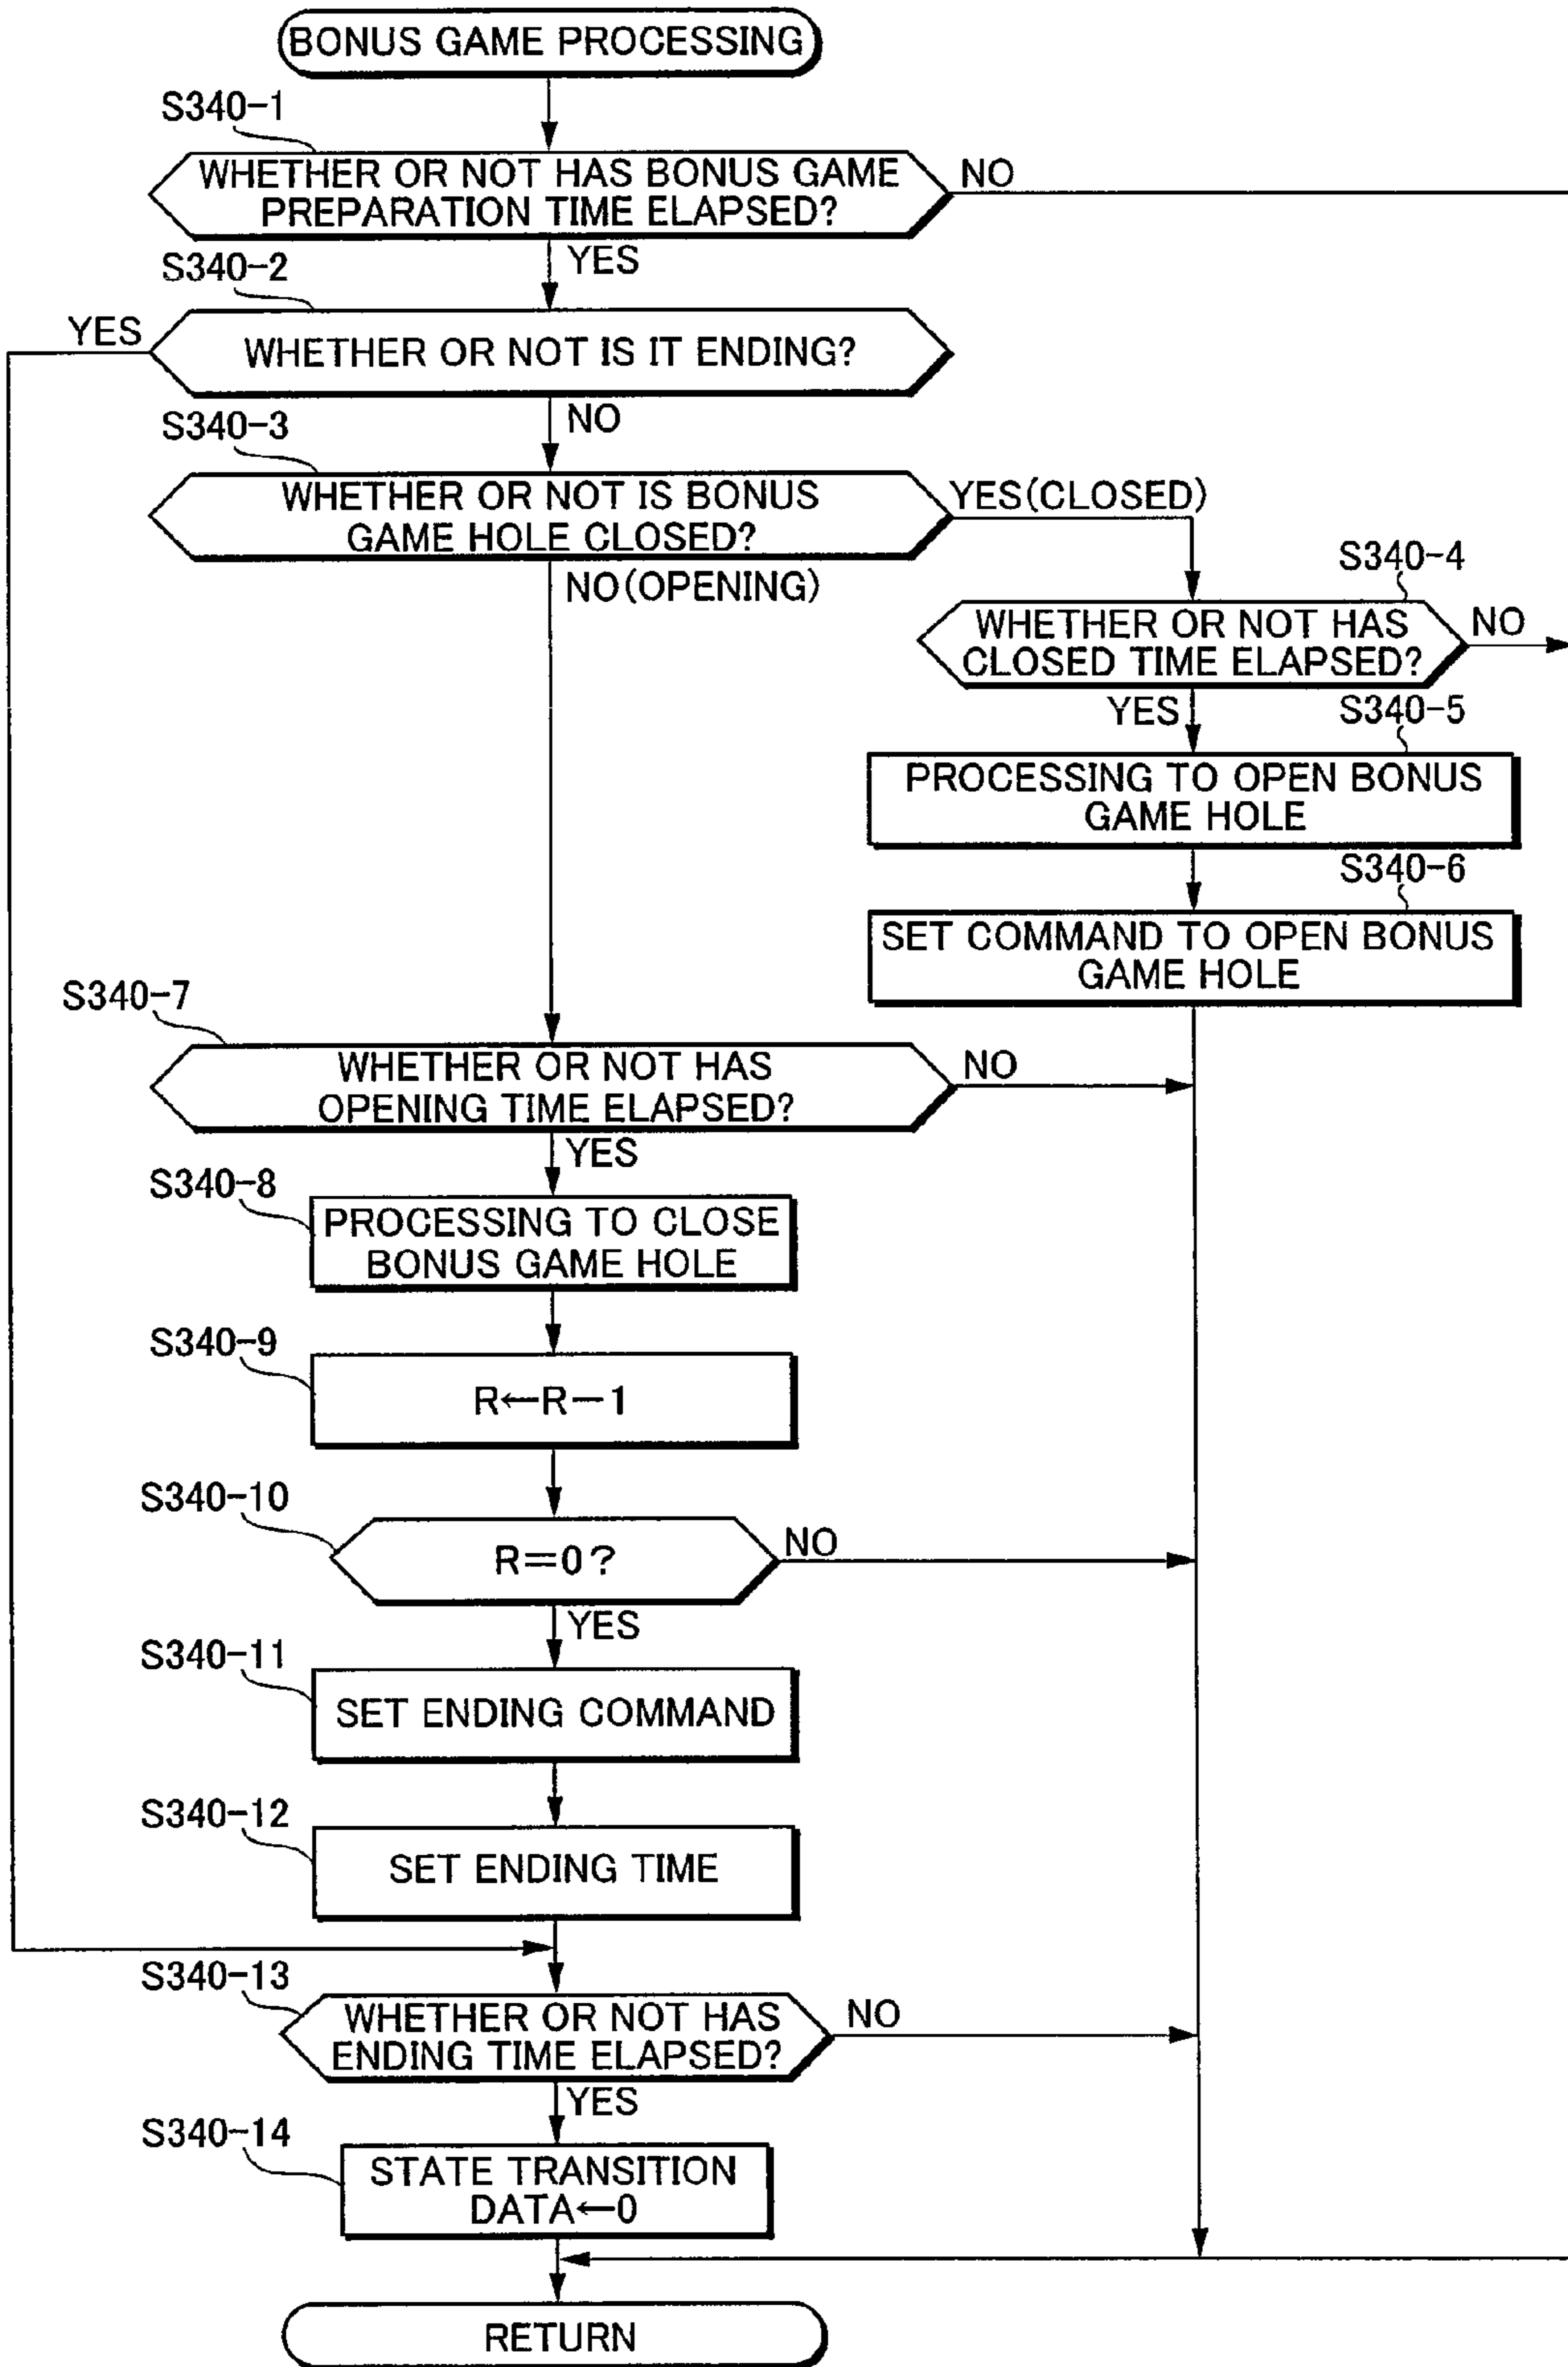 BONUS GAME PROCESSING
S340-1
WHETHER OR NOT HAS BONUS GAME
PREPARATION TIME ELAPSED?
NO
YES
S340-2
YES
WHETHER OR NOT IS IT ENDING?
NO
S340-3
WHETHER OR NOT IS BONUS
GAME HOLE CLOSED?
YES(CLOSED)
NO(OPENING)
S340-4
WHETHER OR NOT HAS
CLOSED TIME ELAPSED?
NO
YES
S340-5
PROCESSING TO OPEN BONUS
GAME HOLE
S340-6
SET COMMAND TO OPEN BONUS
GAME HOLE
S340-7
WHETHER OR NOT HAS
OPENING TIME ELAPSED?
NO
YES
S340-8
PROCESSING TO CLOSE
BONUS GAME HOLE
S340-9
R←R－1
S340-10
R=0?
NO
YES
S340-11
SET ENDING COMMAND
S340-12
SET ENDING TIME
S340-13
WHETHER OR NOT HAS
ENDING TIME ELAPSED?
NO
YES
S340-14
STATE TRANSITION
DATA←0
RETURN